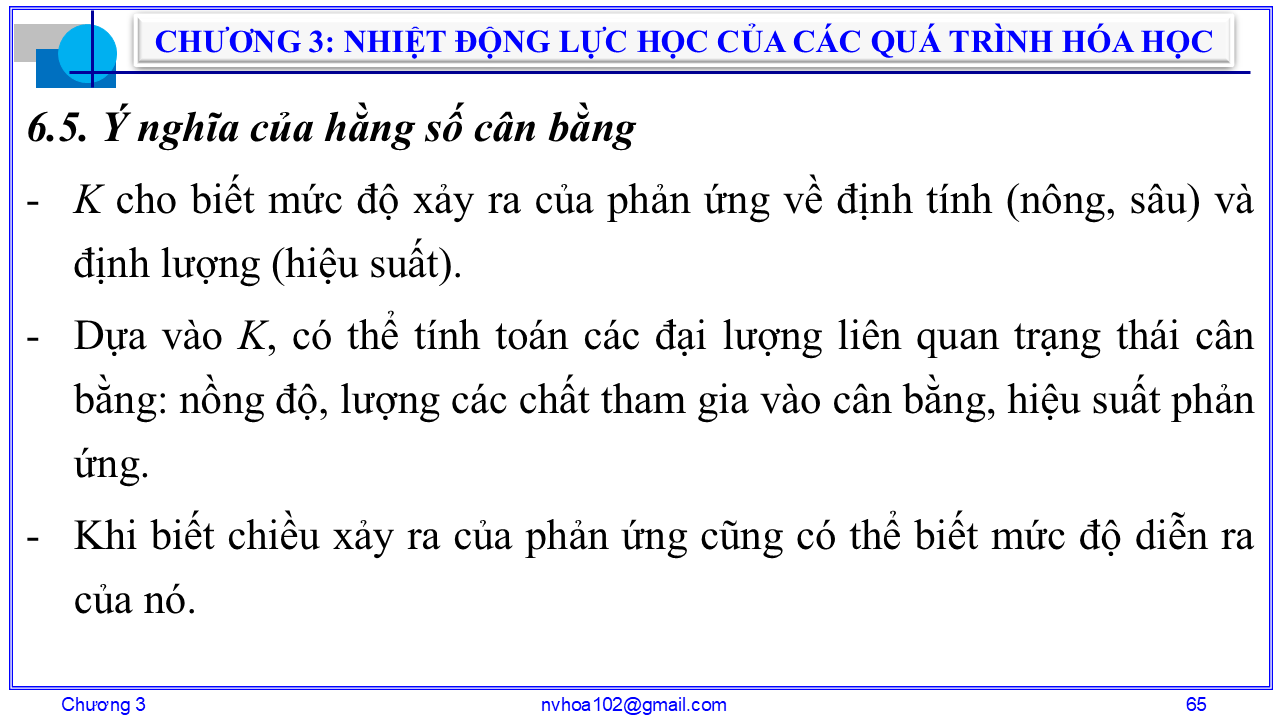 CHƯƠNG 3: NHIỆT ĐỘNG LỰC HỌC CỦA CÁC QUÁ TRÌNH HÓA HỌC
6.5. Ý nghĩa của hằng số cân bằng
- K cho biết mức độ xảy ra của phản ứng về định tính (nông, sâu) và
định lượng (hiệu suất).
- Dựa vào K, có thể tính toán các đại lượng liên quan trạng thái cân
bằng: nồng độ, lượng các chất tham gia vào cân bằng, hiệu suất phản
ứng.
- Khi biết chiều xảy ra của phản ứng cũng có thể biết mức độ diễn ra
của nó.
Chương 3 nvhoa102@gmail.com 65